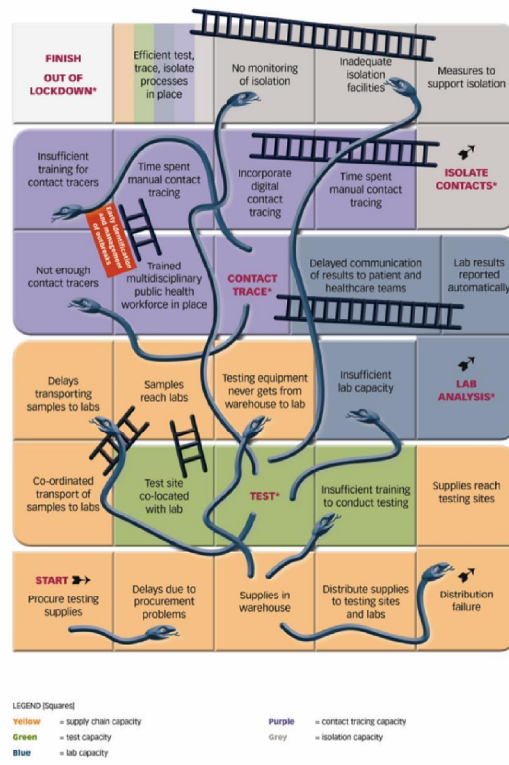 FINISH
OUT OF
LOCKDOWN*
Efficient test,
trace, isolate
processes
in place
No monitoring
of isolation
Inadequate
isolation
facilities
Measures to
support isolation
Insufficient
training for
contact tracers
Time spent
manual contact
tracing
Incorporate
digital
contact
tracing
Time spent
manual contact
tracing
ISOLATE
CONTACTS*
Early identification
and management
of outbreaks
Not enough
contact tracers
Trained
multidisciplinary
public health
workforce in place
CONTACT
TRACE*
Delayed communication
of results to patient and
healthcare teams
Lab results
reported
automatically
Delays
transporting
samples to labs
Samples
reach labs
Testing equipment
never gets from
warehouse to lab
Insufficient
lab capacity
LAB
ANALYSIS*
Co-ordinated
transport of
samples to labs
Test site
co-located
with lab
TEST*
Insufficient training
to conduct testing
Supplies reach
testing sites
START
Procure testing
supplies
Delays due to
procurement
problems
Supplies in
warehouse
Distribute supplies
to testing sites
and labs
Distribution
failure
LEGEND (Squares)
Yellow = supply chain capacity
Green = test capacity
Blue = lab capacity
Purple = contact tracing capacity
Grey = isolation capacity